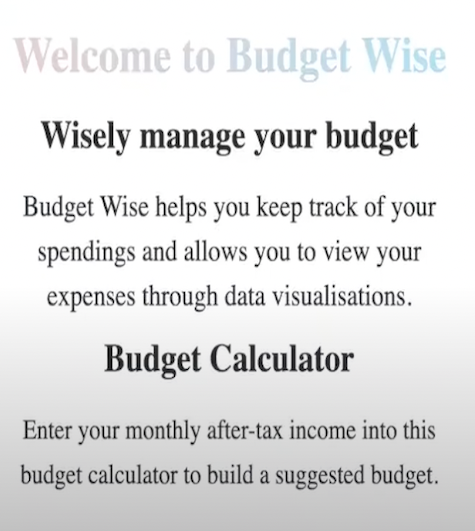 Welcome to Budget Wise
Wisely manage your budget
Budget Wise helps you keep track of your
spendings and allows you to view your
expenses through data visualisations.
Budget Calculator
Enter your monthly after-tax income into this
budget calculator to build a suggested budget.